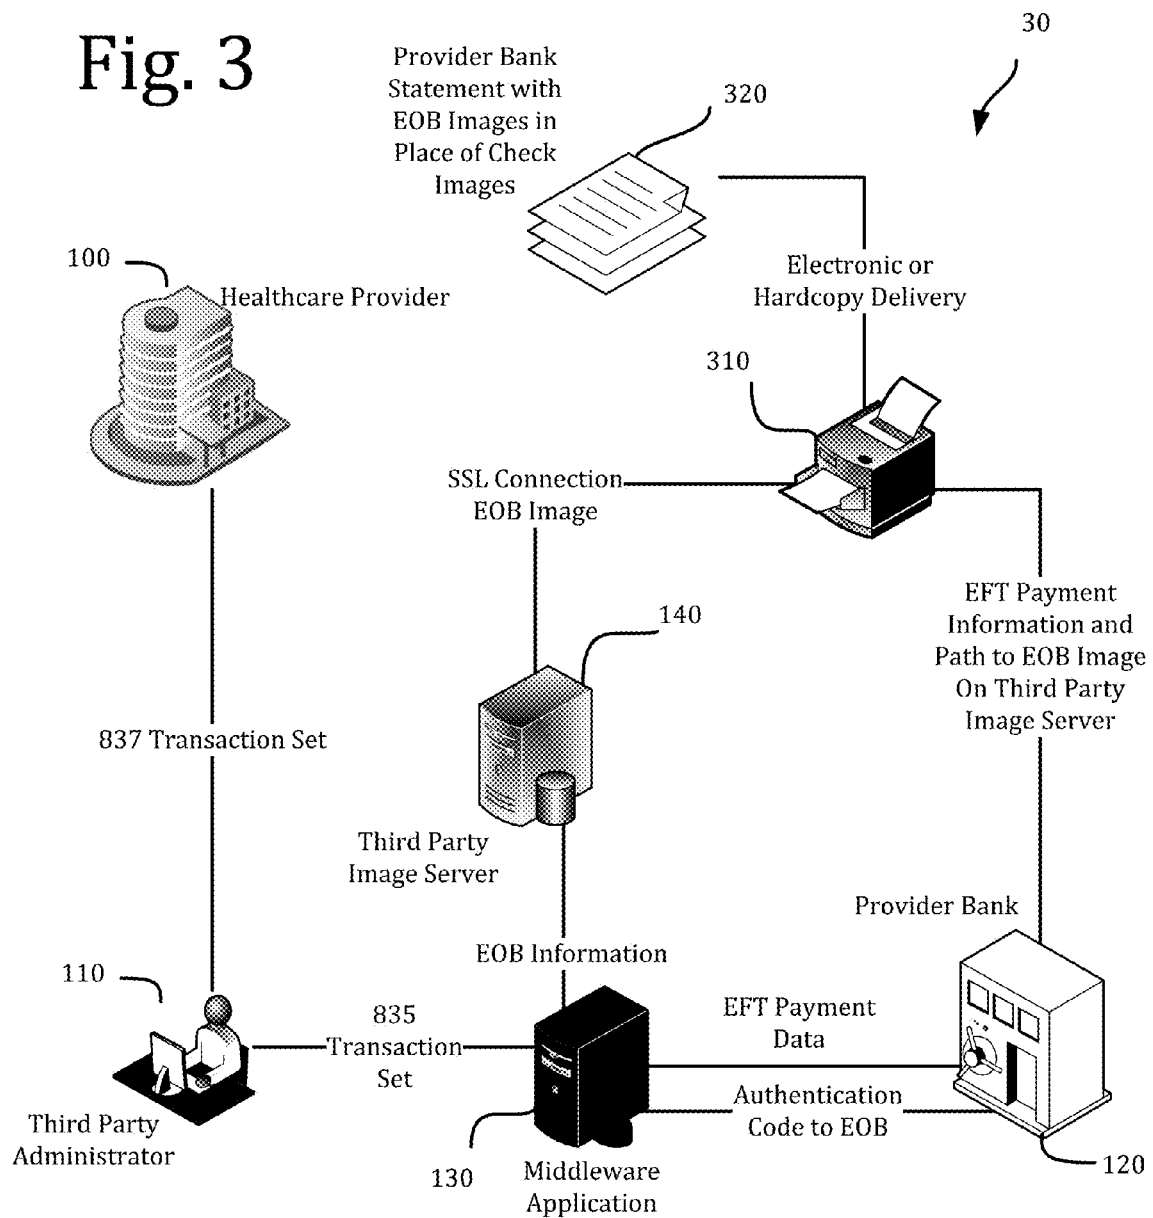 Fig. 3
30
Provider Bank
Statement with
EOB Images in
Place of Check
Images
320
100
Healthcare Provider
Electronic or
Hardcopy Delivery
310
SSL Connection
EOB Image
140
EFT Payment
Information and
Path to EOB Image
On Third Party
Image Server
837 Transaction Set
Third Party
Image Server
Provider Bank
EOB Information
110
835
Transaction
Set
EFT Payment
Data
Authentication
Code to EOB
Third Party
Administrator
130
Middleware
Application
120